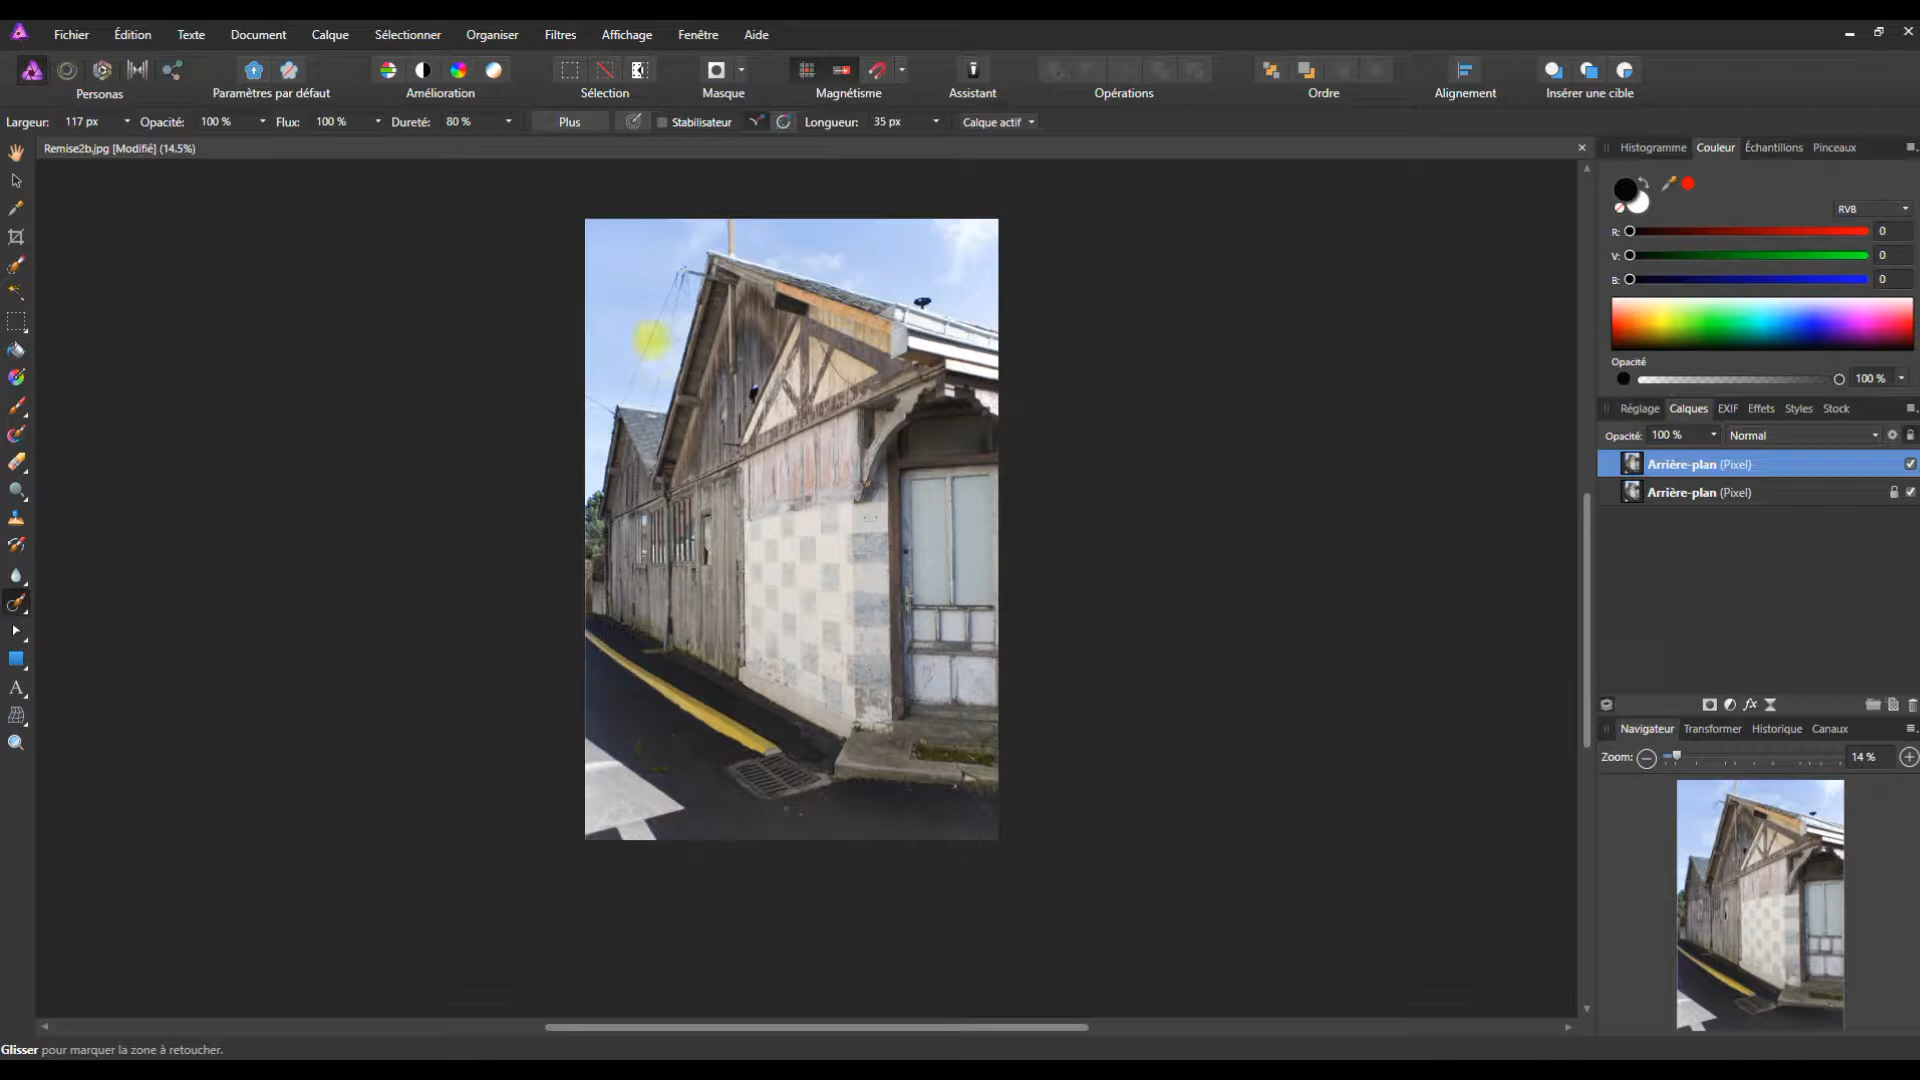 Fichier Édition Texte Document Calque Sélectionner Organiser Filtres Affichage Fenêtre Aide
Personas Paramètres par défaut Amélioration Sélection Masque Magnétisme Assistant Opérations Ordre Alignement Insérer une cible
Largeur: 117 px Opacité: 100 % Flux: 100 % Dureté: 80 % Plus Stabilisateur Longueur: 35 px Calque actif
Remise2b.jpg [Modifié] (14.5%)
Histogramme Couleur Échantillons Pinceaux
RVB
R: 0
V: 0
B: 0
Opacité
100 %
Réglage Calques EXIF Effets Styles Stock
Opacité: 100 % Normal
Arrière-plan (Pixel)
Arrière-plan (Pixel)
fx
Navigateur Transformer Historique Canaux
Zoom: 14 %
A
Glisser pour marquer la zone à retoucher.